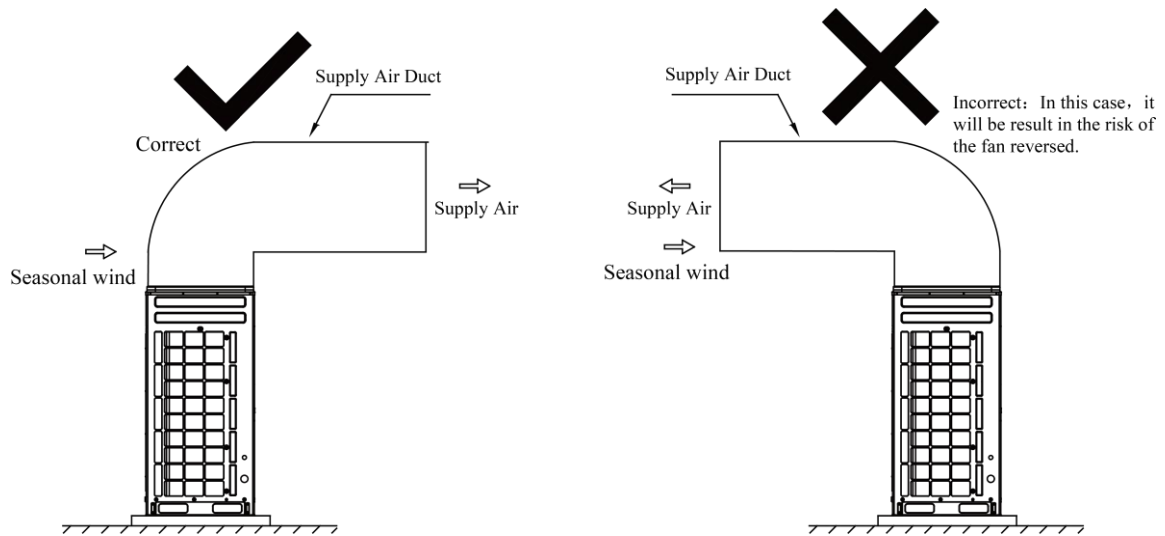 Supply Air Duct
Correct
Supply Air
Seasonal wind
Supply Air Duct
Incorrect: In this case，it
will be result in the risk of
the fan reversed.
Supply Air
Seasonal wind